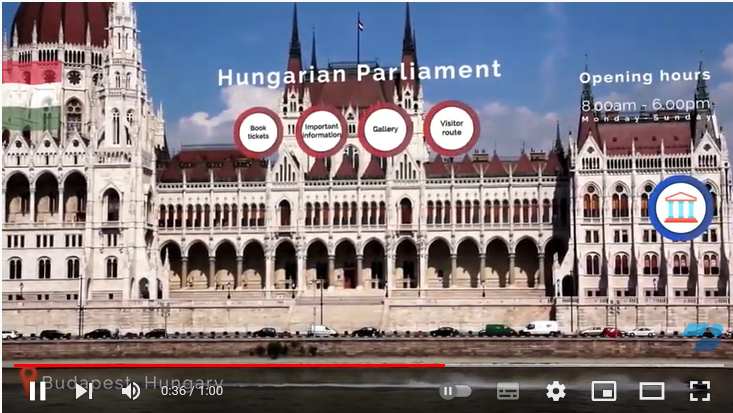 Hungarian Parliament
Opening hours
8.00am - 6.00pm
Monday-Sunday
Book
tickets
Important
information
Gallery
Visitor
route
Budapest, Hungary
0:36 / 1:00